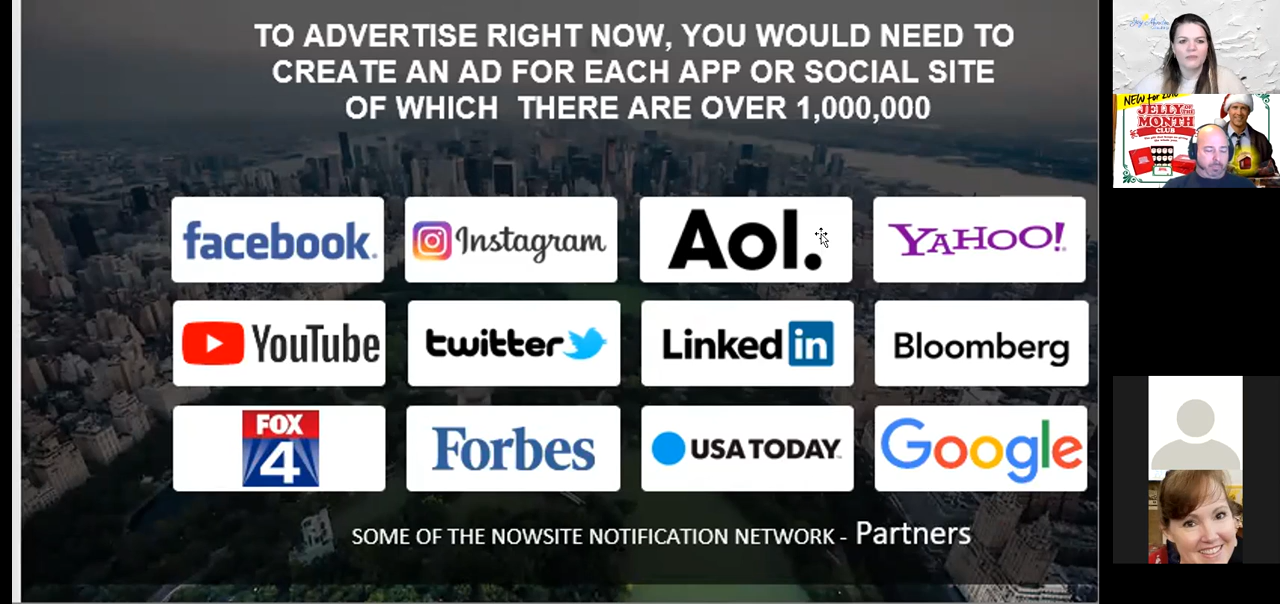 TO ADVERTISE RIGHT NOW, YOU WOULD NEED TO
CREATE AN AD FOR EACH APP OR SOCIAL SITE
OF WHICH THERE ARE OVER 1,000,000
facebook.
Instagram
Aol.
YAHOO!
YouTube
twitter
Linked in
Bloomberg
FOX
4
Forbes
USA TODAY
Google
SOME OF THE NOWSITE NOTIFICATION NETWORK - Partners
JELLY OF THE
MONTH
CLUB